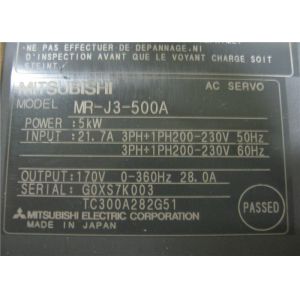 -NE PAS EFFECTUER DE DEPANNAGE.NI
D'INSPECTION AVANT QUE LE VOYANT CHARGE SOIT
ETEINT.
MITSUBISHI AC SERVO
MODEL MR-J3-500A
POWER :5kW
INPUT :21.7A 3PH+1PH200-230V 50Hz
3PH+1PH200-230V 60Hz
OUTPUT:170V 0-360Hz 28.0A
SERIAL:G0XS7K003
TC300A282G51
MITSUBISHI ELECTRIC CORPORATION
MADE IN JAPAN
PASSED